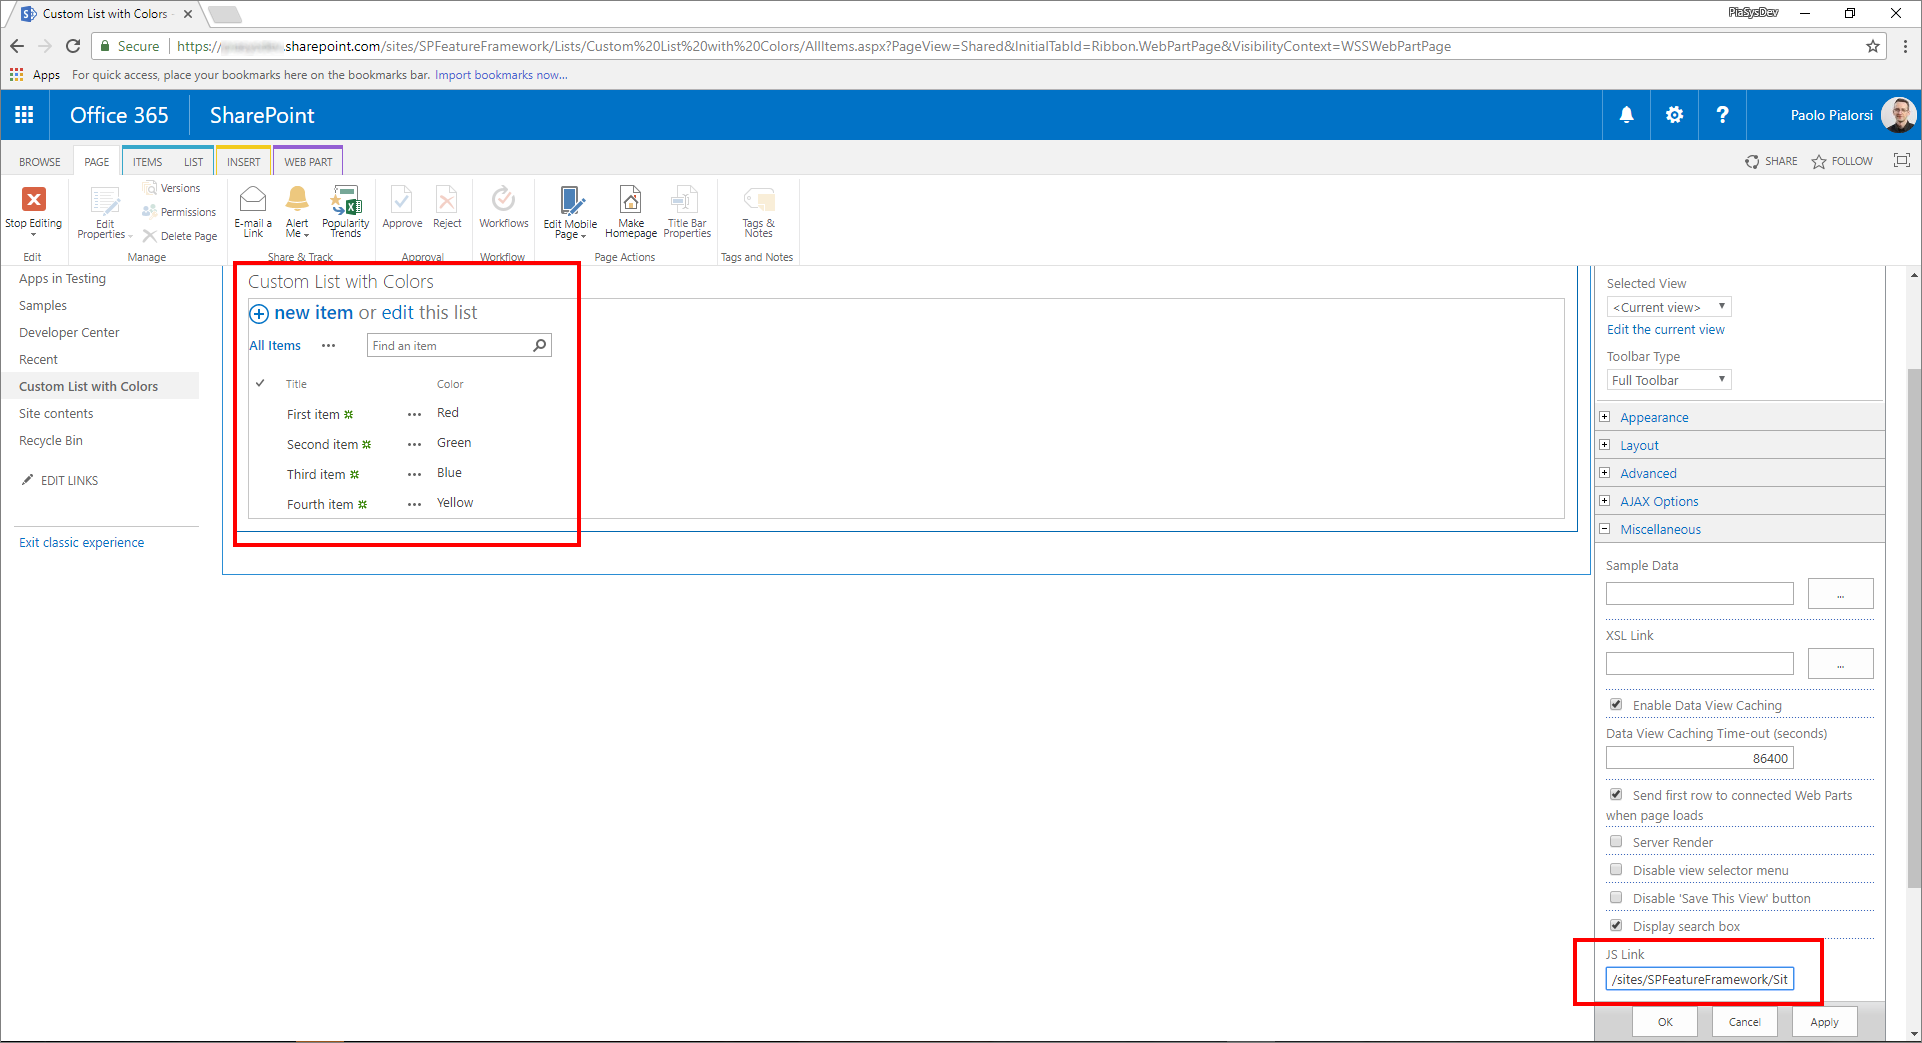 Custom List with Colors -
PiaSysDev
Secure
https://
.sharepoint.com/sites/SPFeatureFramework/Lists/Custom%20List%20with%20Colors/AllItems.aspx?PageView=Shared&InitialTabId=Ribbon.WebPartPage&VisibilityContext=WSSWebPartPage
Apps For quick access, place your bookmarks here on the bookmarks bar. Import bookmarks now...
Office 365 SharePoint
? Paolo Pialorsi
BROWSE PAGE ITEMS LIST INSERT WEB PART
SHARE FOLLOW
Stop Editing
Edit
Edit Properties
Versions
Permissions
Delete Page
Manage
E-mail a Link
Alert Me
Popularity Trends
Share & Track
Approve
Reject
Approval
Workflows
Workflow
Edit Mobile Page
Make Homepage
Title Bar Properties
Page Actions
Tags & Notes
Tags and Notes
Apps in Testing
Samples
Developer Center
Recent
Custom List with Colors
Site contents
Recycle Bin
EDIT LINKS
Exit classic experience
Custom List with Colors
new item or edit this list
All Items ••• Find an item
Title Color
First item ••• Red
Second item ••• Green
Third item ••• Blue
Fourth item ••• Yellow
Selected View
<Current view>
Edit the current view
Toolbar Type
Full Toolbar
Appearance
Layout
Advanced
AJAX Options
Miscellaneous
Sample Data
...
XSL Link
...
Enable Data View Caching
Data View Caching Time-out (seconds)
86400
Send first row to connected Web Parts
when page loads
Server Render
Disable view selector menu
Disable 'Save This View' button
Display search box
JS Link
/sites/SPFeatureFramework/Sit
OK Cancel Apply